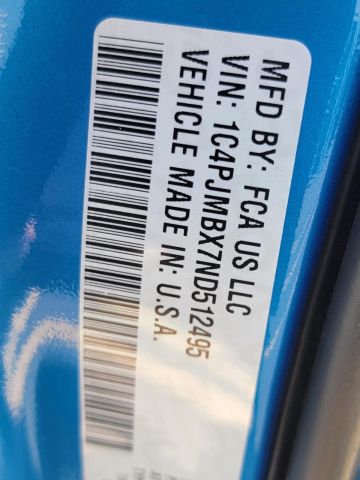 MFD BY: FCA US LLC
VIN: 1C4PJMBX7ND512495
VEHICLE MADE IN: U.S.A.